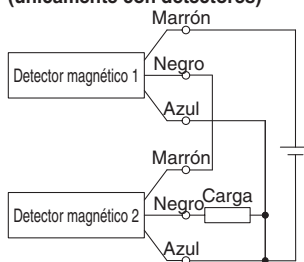 (únicamente con detectores)
Marrón
Detector magnético 1
Negro
Azul
Marrón
Detector magnético 2
Negro
Carga
Azul